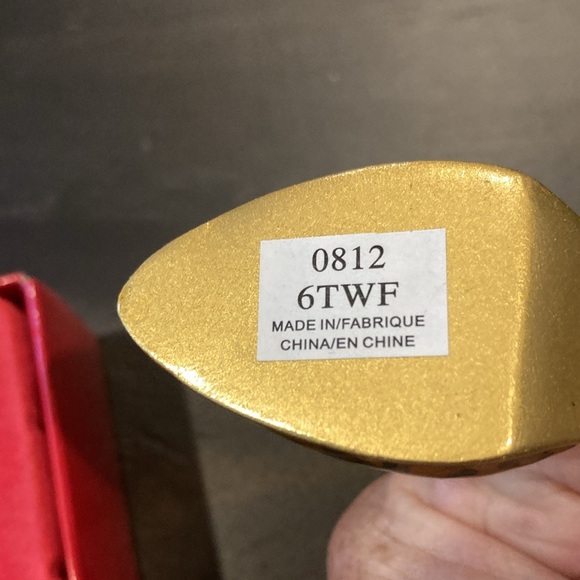 0812
6TWF
MADE IN/FABRIQUE
CHINA/EN CHINE